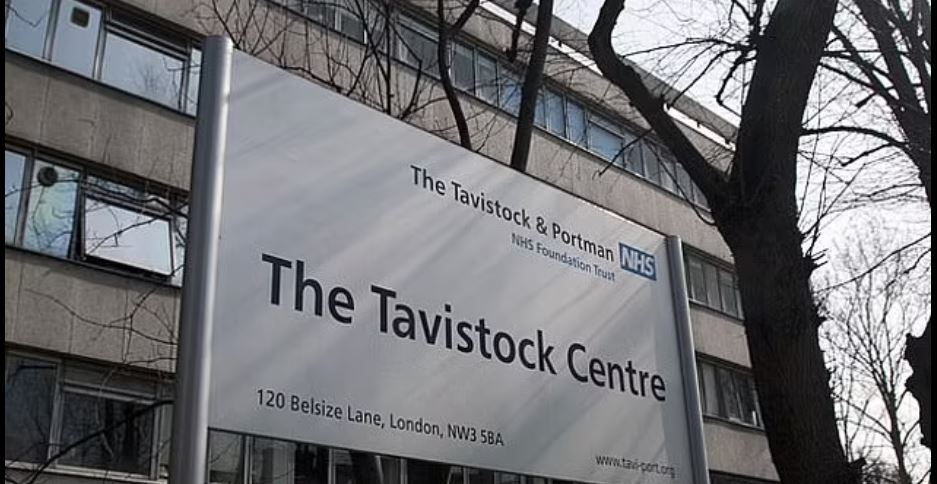 The Tavistock & Portman
NHS Foundation Trust
NHS
The Tavistock Centre
120 Belsize Lane, London, NW3 5BA
www.tavi-port.org